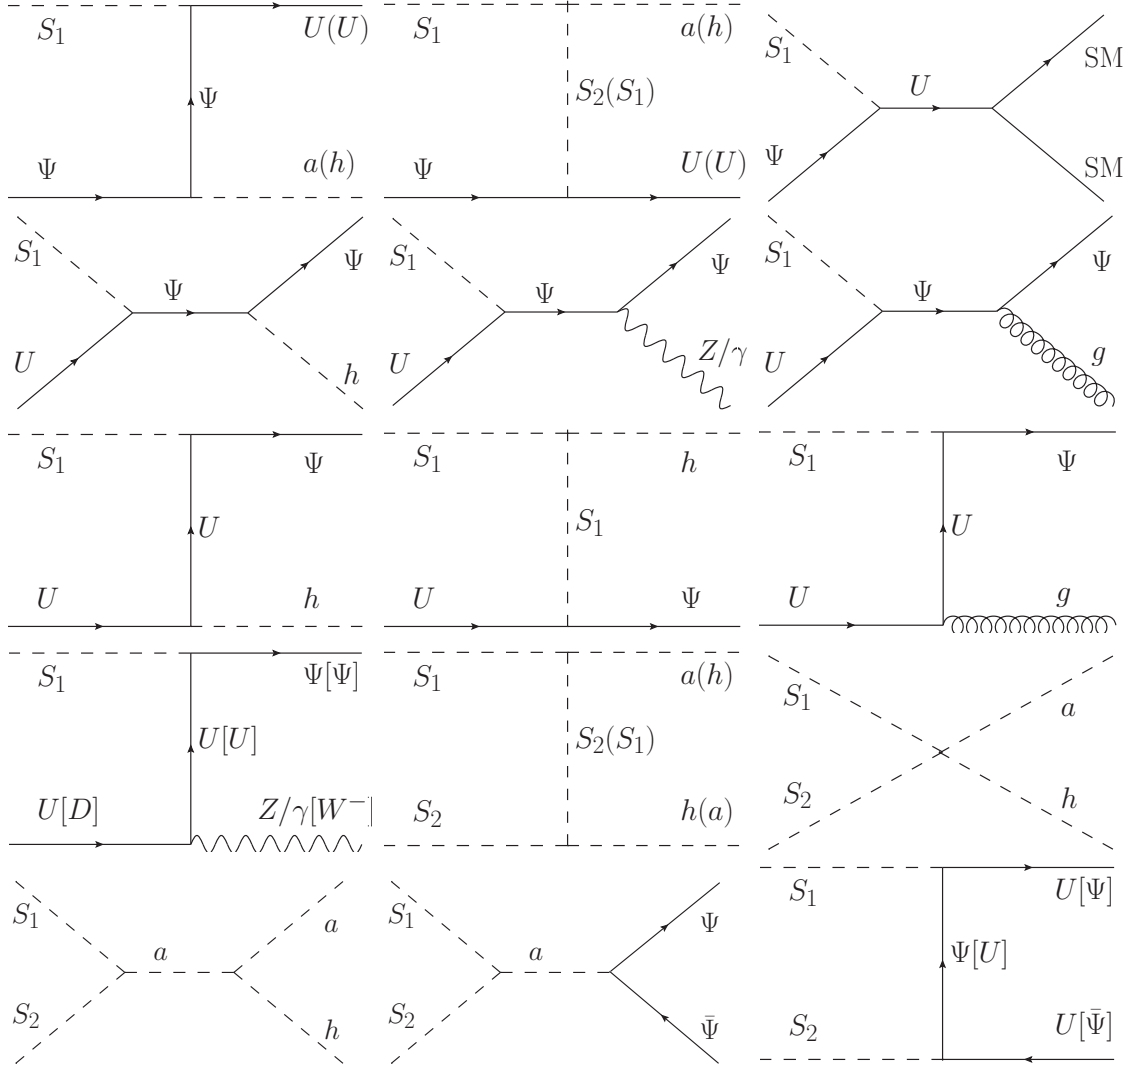 S₁ U(U)
Ψ
Ψ a(h)
S₁ a(h)
S₂(S₁)
Ψ U(U)
S₁ U SM
Ψ SM
S₁ Ψ Ψ
U h
S₁ Ψ Ψ
U Z/γ
S₁ Ψ Ψ
U g
S₁ Ψ
U
U h
S₁ h
S₁
U Ψ
S₁ Ψ
U
U g
S₁ Ψ[Ψ]
U[U]
U[D] Z/γ[W⁻]
S₁ a(h)
S₂(S₁)
S₂ h(a)
S₁ a
S₂ h
S₁ a a
S₂ h
S₁ a Ψ
S₂ Ψ̄
S₁ U[Ψ]
Ψ[U]
S₂ U[Ψ̄]